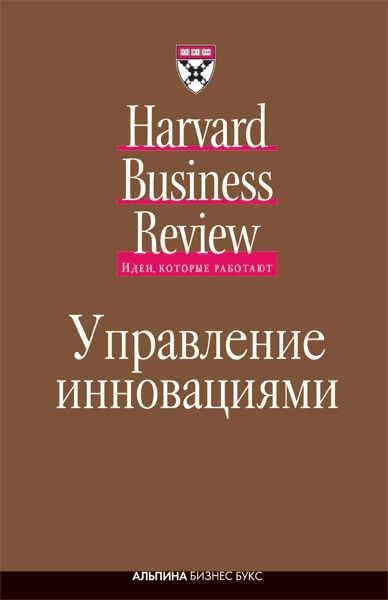 Harvard
Business
Review
ИДЕИ, КОТОРЫЕ РАБОТАЮТ
Управление
инновациями
АЛЬПИНА БИЗНЕС БУКС